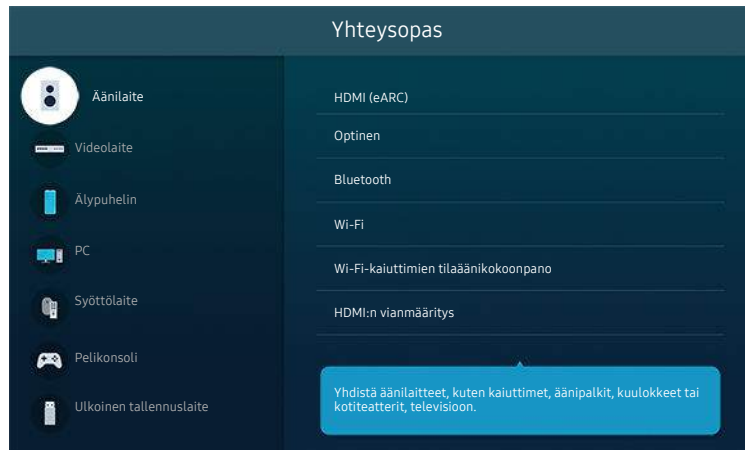 Yhteysopas
Äänilaite
Videolaite
Älypuhelin
PC
Syöttölaite
Pelikonsoli
Ulkoinen tallennuslaite
HDMI (eARC)
Optinen
Bluetooth
Wi-Fi
Wi-Fi-kaiuttimien tilaäänikokoonpano
HDMI:n vianmääritys
Yhdistä äänilaitteet, kuten kaiuttimet, äänipalkit, kuulokkeet tai
kotiteatterit, televisioon.